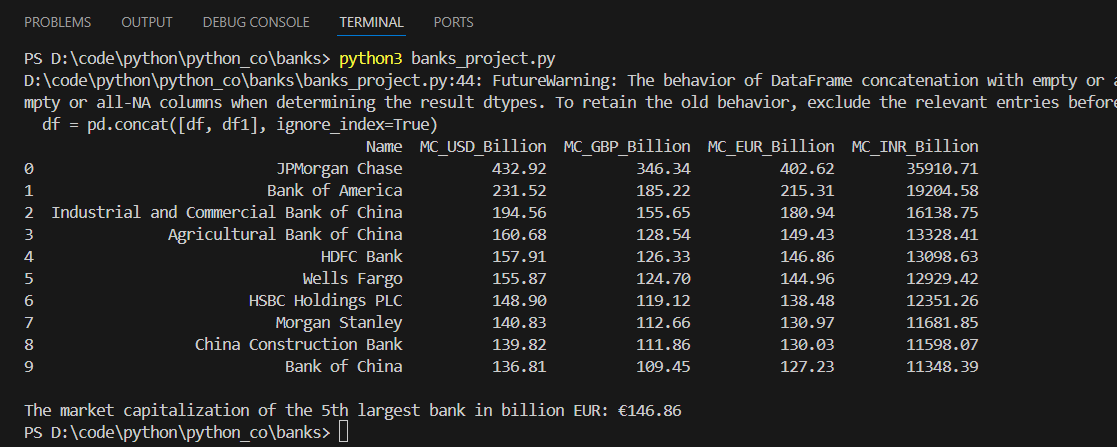 PROBLEMS OUTPUT DEBUG CONSOLE TERMINAL PORTS
PS D:\code\python\python_co\banks> python3 banks_project.py
D:\code\python\python_co\banks\banks_project.py:44: FutureWarning: The behavior of DataFrame concatenation with empty or
mpty or all-NA columns when determining the result dtypes. To retain the old behavior, exclude the relevant entries before
df = pd.concat([df, df1], ignore_index=True)
Name MC_USD_Billion MC_GBP_Billion MC_EUR_Billion MC_INR_Billion
0 JPMorgan Chase 432.92 346.34 402.62 35910.71
1 Bank of America 231.52 185.22 215.31 19204.58
2 Industrial and Commercial Bank of China 194.56 155.65 180.94 16138.75
3 Agricultural Bank of China 160.68 128.54 149.43 13328.41
4 HDFC Bank 157.91 126.33 146.86 13098.63
5 Wells Fargo 155.87 124.70 144.96 12929.42
6 HSBC Holdings PLC 148.90 119.12 138.48 12351.26
7 Morgan Stanley 140.83 112.66 130.97 11681.85
8 China Construction Bank 139.82 111.86 130.03 11598.07
9 Bank of China 136.81 109.45 127.23 11348.39
The market capitalization of the 5th largest bank in billion EUR: €146.86
PS D:\code\python\python_co\banks>